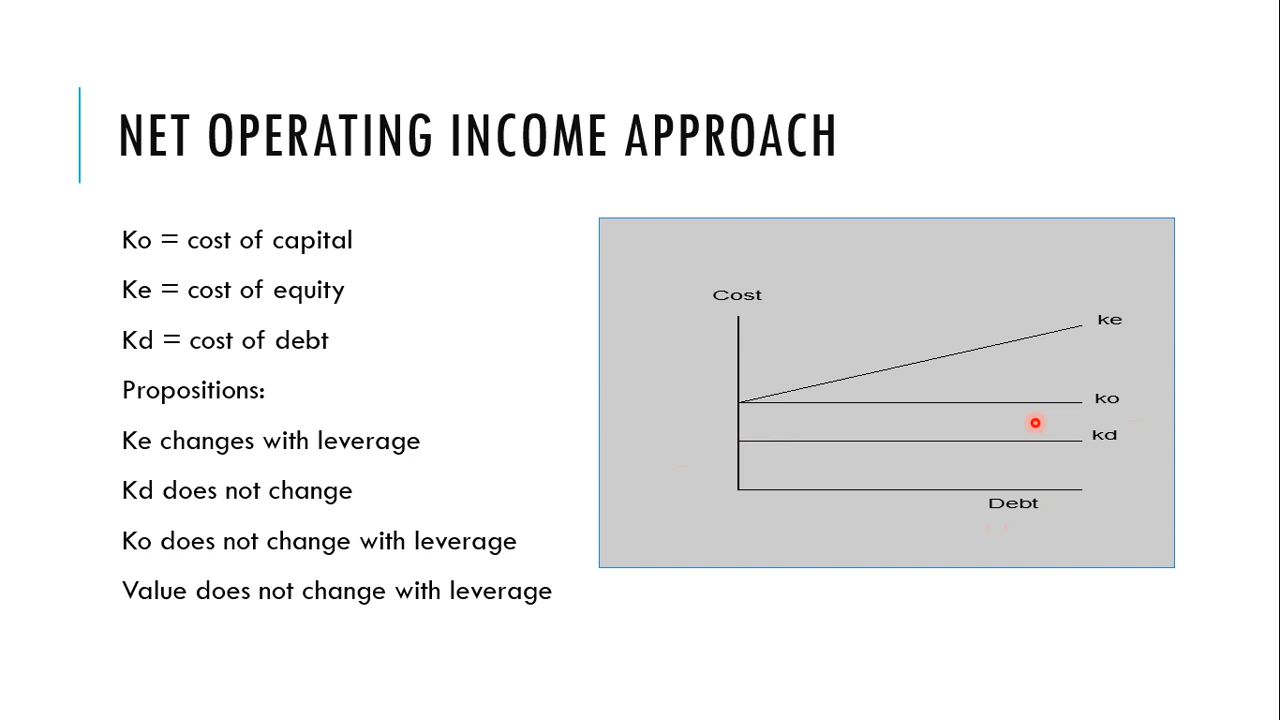 NET OPERATING INCOME APPROACH
Ko = cost of capital
Ke = cost of equity
Kd = cost of debt
Propositions:
Ke changes with leverage
Kd does not change
Ko does not change with leverage
Value does not change with leverage
Cost
ke
ko
kd
Debt